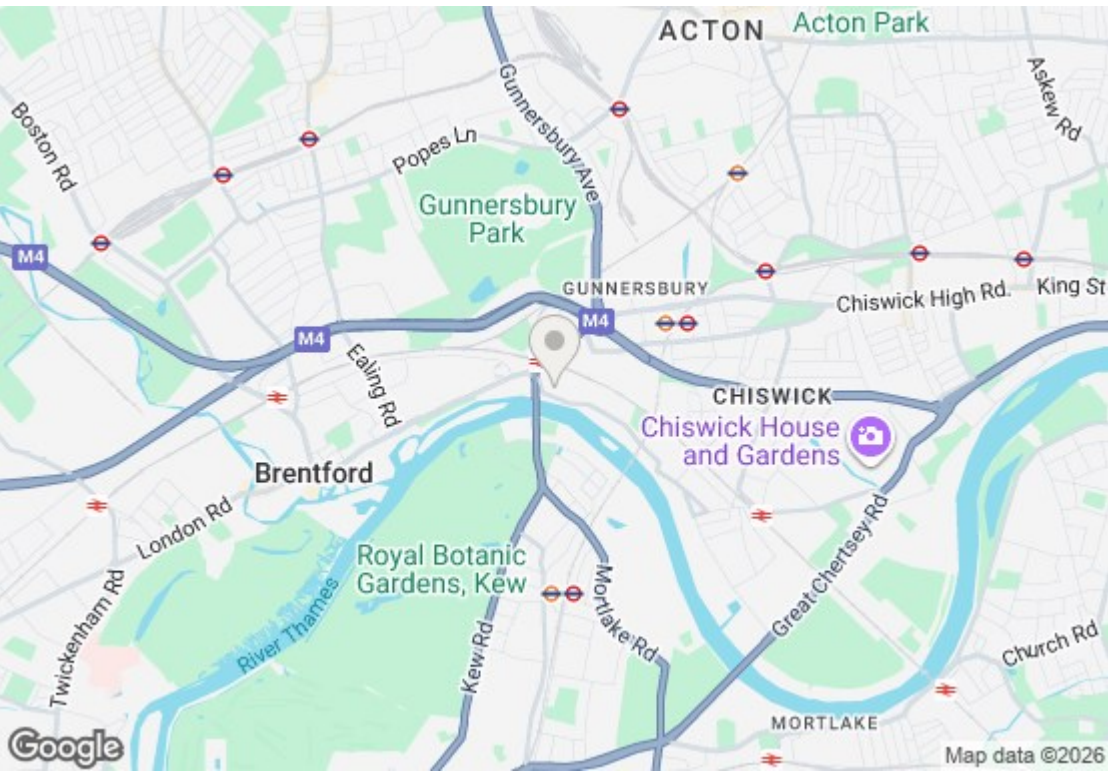 ACTON
Acton Park
Askew Rd
Gunnersbury Ave
Boston Rd
Popes Ln
Gunnersbury
Park
M4
GUNNERSBURY
Chiswick High Rd.
King St
M4
M4
Ealing Rd
CHISWICK
Chiswick House
and Gardens
Brentford
London Rd
Great Chertsey Rd
Royal Botanic
Gardens, Kew
Mortlake Rd
Twickenham Rd
River Thames
Kew Rd
Church Rd
MORTLAKE
Google
Map data ©2026